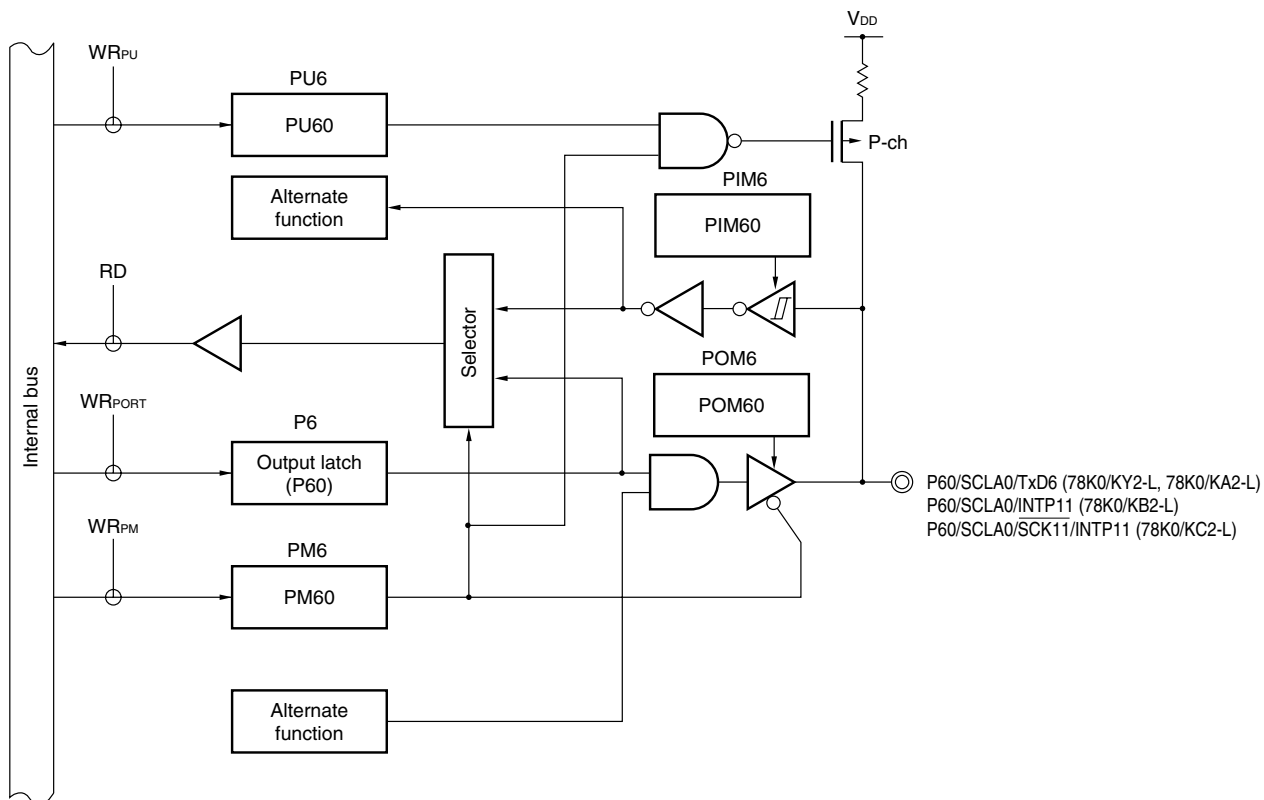 VDD
WRPU
PU6
PU60
P-ch
PIM6
Alternate
function
PIM60
RD
Selector
POM6
POM60
Internal bus
WRPORT
P6
Output latch
(P60)
P60/SCLA0/TxD6 (78K0/KY2-L, 78K0/KA2-L)
P60/SCLA0/INTP11 (78K0/KB2-L)
P60/SCLA0/S̅C̅K̅1̅1̅/INTP11 (78K0/KC2-L)
WRPM
PM6
PM60
Alternate
function